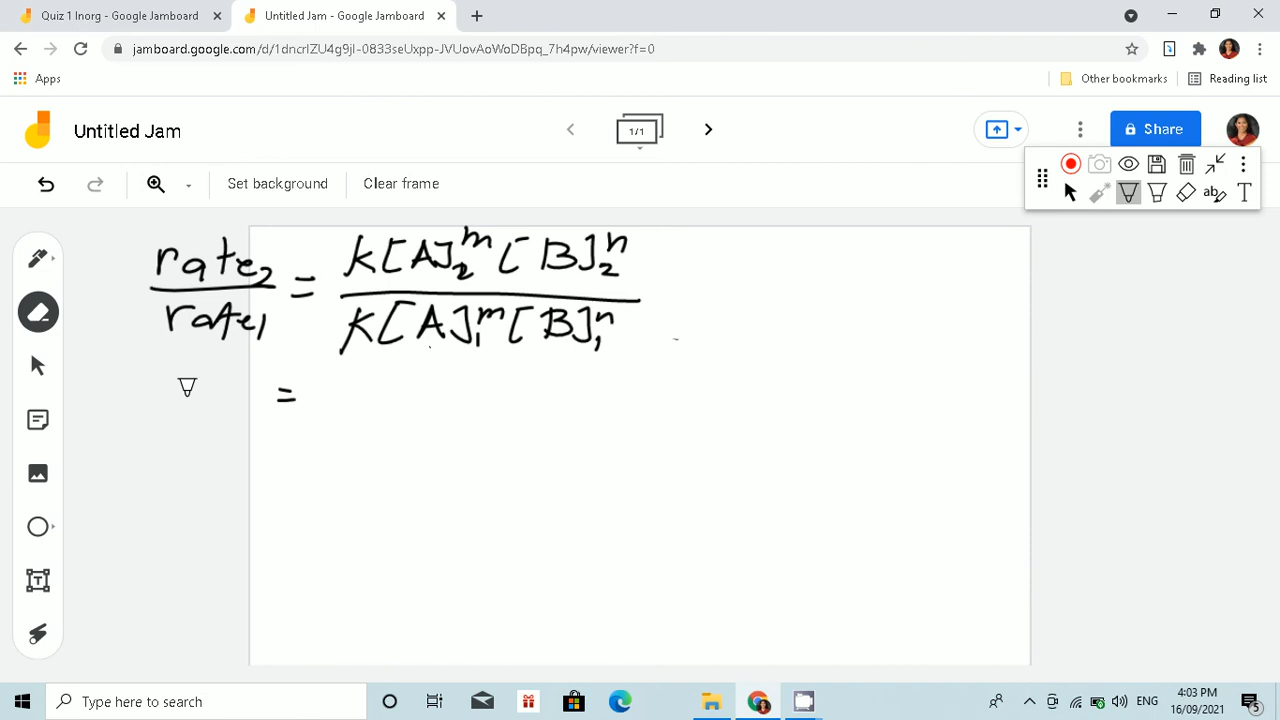 Quiz 1 Inorg - Google Jamboard
Untitled Jam - Google Jamboard
jamboard.google.com/d/1dncrlZU4g9jI-0833seUxpp-JVUovAoWoDBpq_7h4pw/viewer?f=0
Apps
Other bookmarks
Reading list
Untitled Jam
1/1
Share
Set background
Clear frame
rate₂ = k[A]₂ᵐ[B]₂ⁿ
rate₁ k[A]₁ᵐ[B]₁ⁿ
=
Type here to search
ENG
4:03 PM
16/09/2021
5